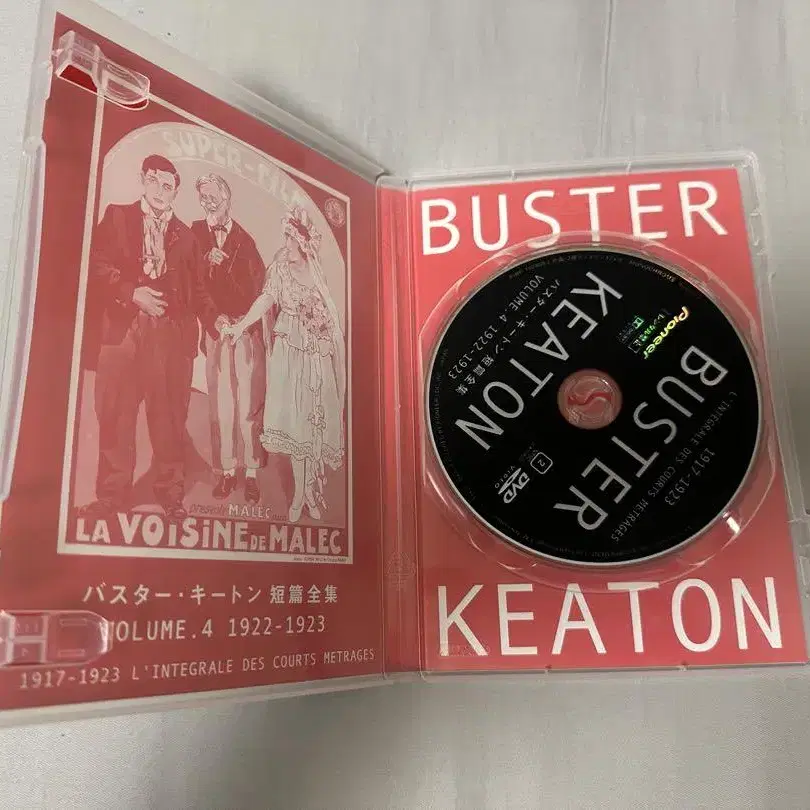 SUPER-FILM
présente MALEC dans
LA VOISINE DE MALEC
バスター・キートン 短篇全集
VOLUME.4 1922-1923
1917-1923 L'INTEGRALE DES COURTS METRAGES
BUSTER
KEATON
Pioneer
BUSTER
KEATON
バスター・キートン 短篇全集
VOLUME.4 1922-1923
1917-1923
L'INTEGRALE DES COURTS METRAGES
2
DVD
VIDEO